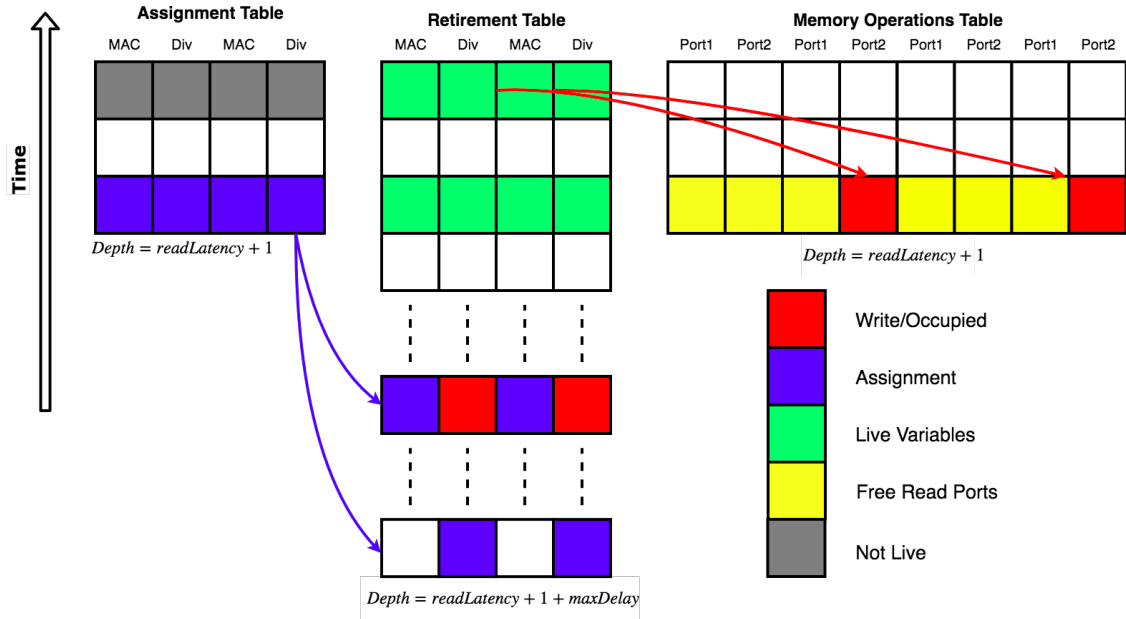 Assignment Table
Retirement Table
Memory Operations Table
MAC Div MAC Div
MAC Div MAC Div
Port1 Port2 Port1 Port2 Port1 Port2 Port1 Port2
Time
Depth = readLatency + 1
Depth = readLatency + 1
Write/Occupied
Assignment
Live Variables
Free Read Ports
Not Live
Depth = readLatency + 1 + maxDelay